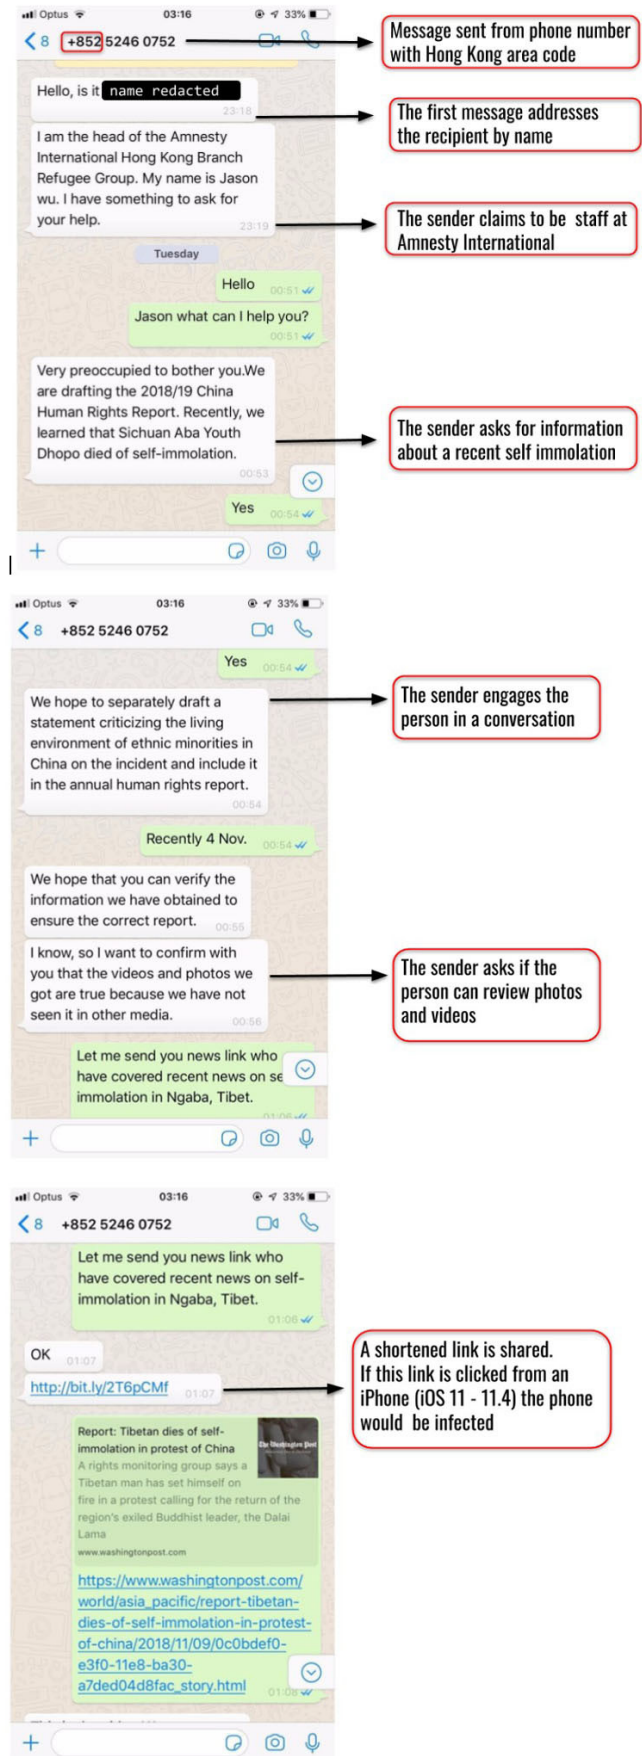 Optus 03:16 33%
8 +852 5246 0752
Message sent from phone number
with Hong Kong area code
Hello, is it name redacted
23:18
The first message addresses
the recipient by name
I am the head of the Amnesty
International Hong Kong Branch
Refugee Group. My name is Jason
wu. I have something to ask for
your help.
23:19
The sender claims to be staff at
Amnesty International
Tuesday
Hello
00:51
Jason what can I help you?
00:51
Very preoccupied to bother you.We
are drafting the 2018/19 China
Human Rights Report. Recently, we
learned that Sichuan Aba Youth
Dhopo died of self-immolation.
00:53
The sender asks for information
about a recent self immolation
Yes
00:54
Optus 03:16 33%
8 +852 5246 0752
Yes
00:54
We hope to separately draft a
statement criticizing the living
environment of ethnic minorities in
China on the incident and include it
in the annual human rights report.
00:54
The sender engages the
person in a conversation
Recently 4 Nov.
00:54
We hope that you can verify the
information we have obtained to
ensure the correct report.
00:55
I know, so I want to confirm with
you that the videos and photos we
got are true because we have not
seen it in other media.
00:56
The sender asks if the
person can review photos
and videos
Let me send you news link who
have covered recent news on se
immolation in Ngaba, Tibet.
01:06
Optus 03:16 33%
8 +852 5246 0752
Let me send you news link who
have covered recent news on self-
immolation in Ngaba, Tibet.
01:06
OK
01:07
http://bit.ly/2T6pCMf
01:07
A shortened link is shared.
If this link is clicked from an
iPhone (iOS 11 - 11.4) the phone
would be infected
Report: Tibetan dies of self-
immolation in protest of China
The Washington Post
A rights monitoring group says a
Tibetan man has set himself on
fire in a protest calling for the return of the
region's exiled Buddhist leader, the Dalai
Lama
www.washingtonpost.com
https://www.washingtonpost.com/
world/asia_pacific/report-tibetan-
dies-of-self-immolation-in-protest-
of-china/2018/11/09/0c0bdef0-
e3f0-11e8-ba30-
a7ded04d8fac_story.html
01:08